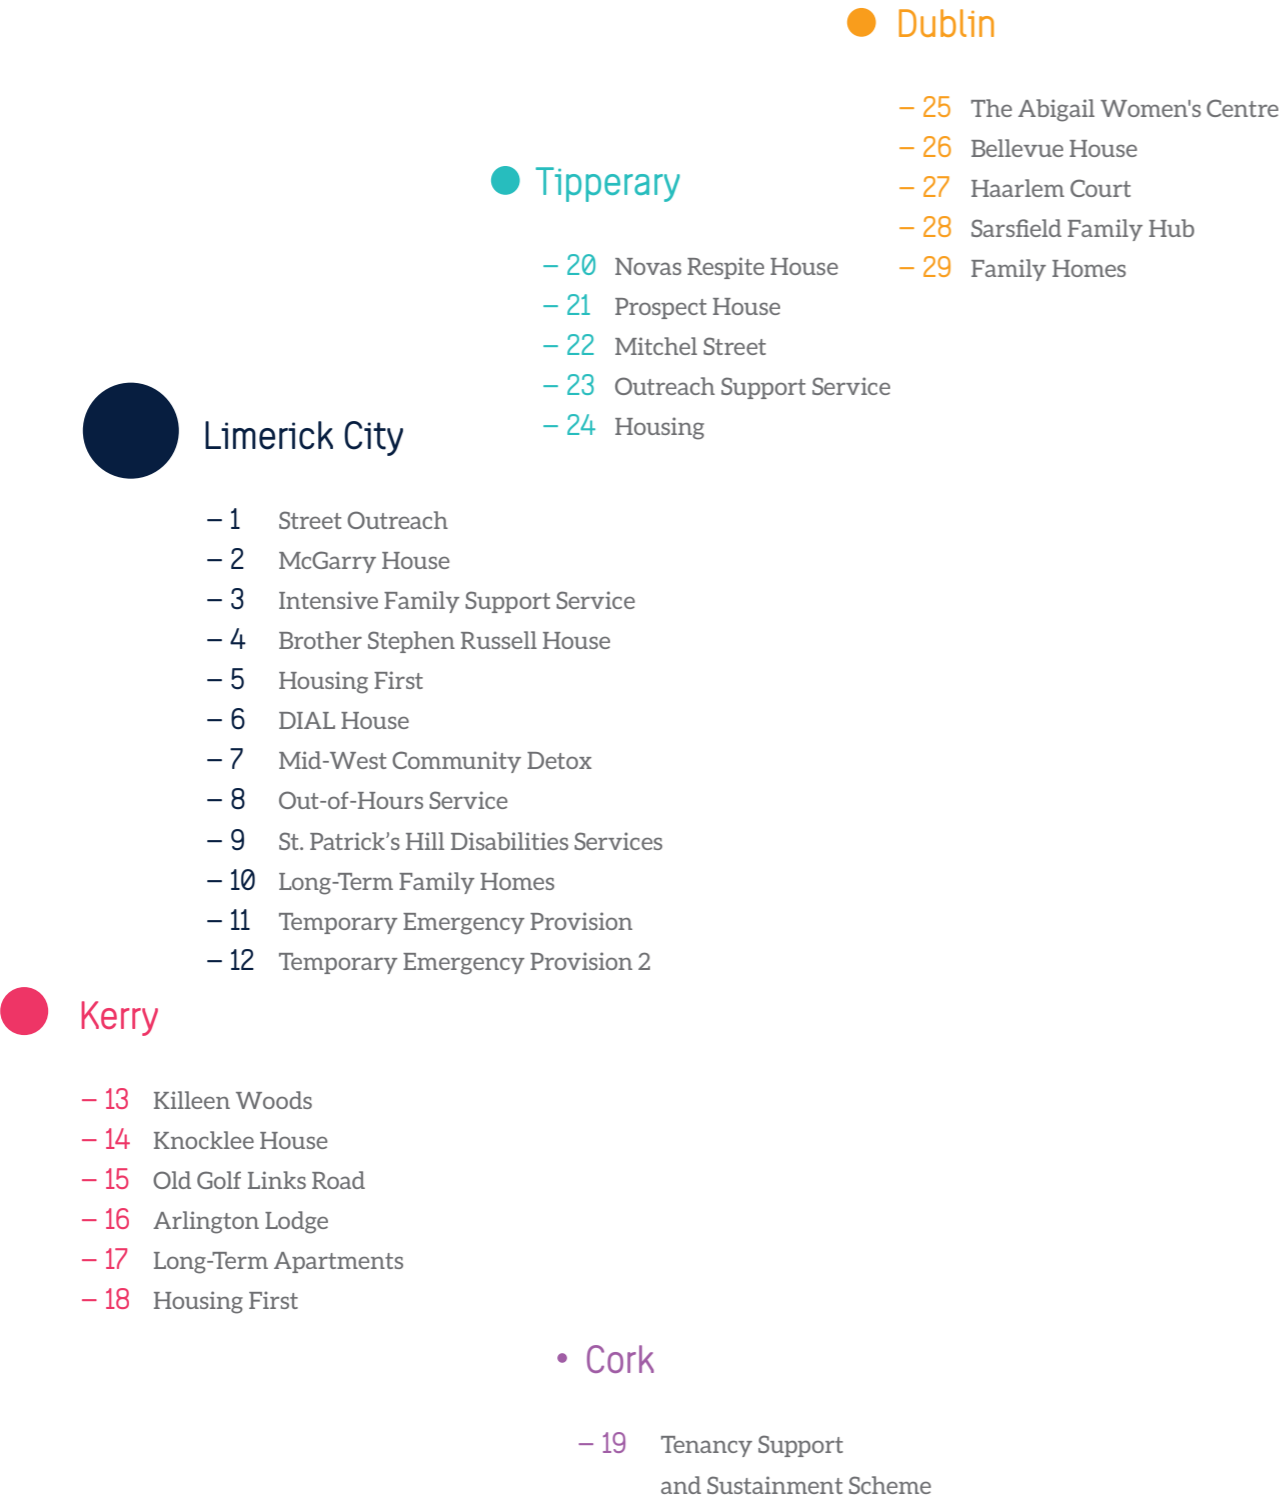 Dublin
– 25 The Abigail Women's Centre
– 26 Bellevue House
– 27 Haarlem Court
– 28 Sarsfield Family Hub
– 29 Family Homes
Tipperary
– 20 Novas Respite House
– 21 Prospect House
– 22 Mitchel Street
– 23 Outreach Support Service
– 24 Housing
Limerick City
– 1 Street Outreach
– 2 McGarry House
– 3 Intensive Family Support Service
– 4 Brother Stephen Russell House
– 5 Housing First
– 6 DIAL House
– 7 Mid-West Community Detox
– 8 Out-of-Hours Service
– 9 St. Patrick’s Hill Disabilities Services
– 10 Long-Term Family Homes
– 11 Temporary Emergency Provision
– 12 Temporary Emergency Provision 2
Kerry
– 13 Killeen Woods
– 14 Knocklee House
– 15 Old Golf Links Road
– 16 Arlington Lodge
– 17 Long-Term Apartments
– 18 Housing First
Cork
– 19 Tenancy Support
and Sustainment Scheme